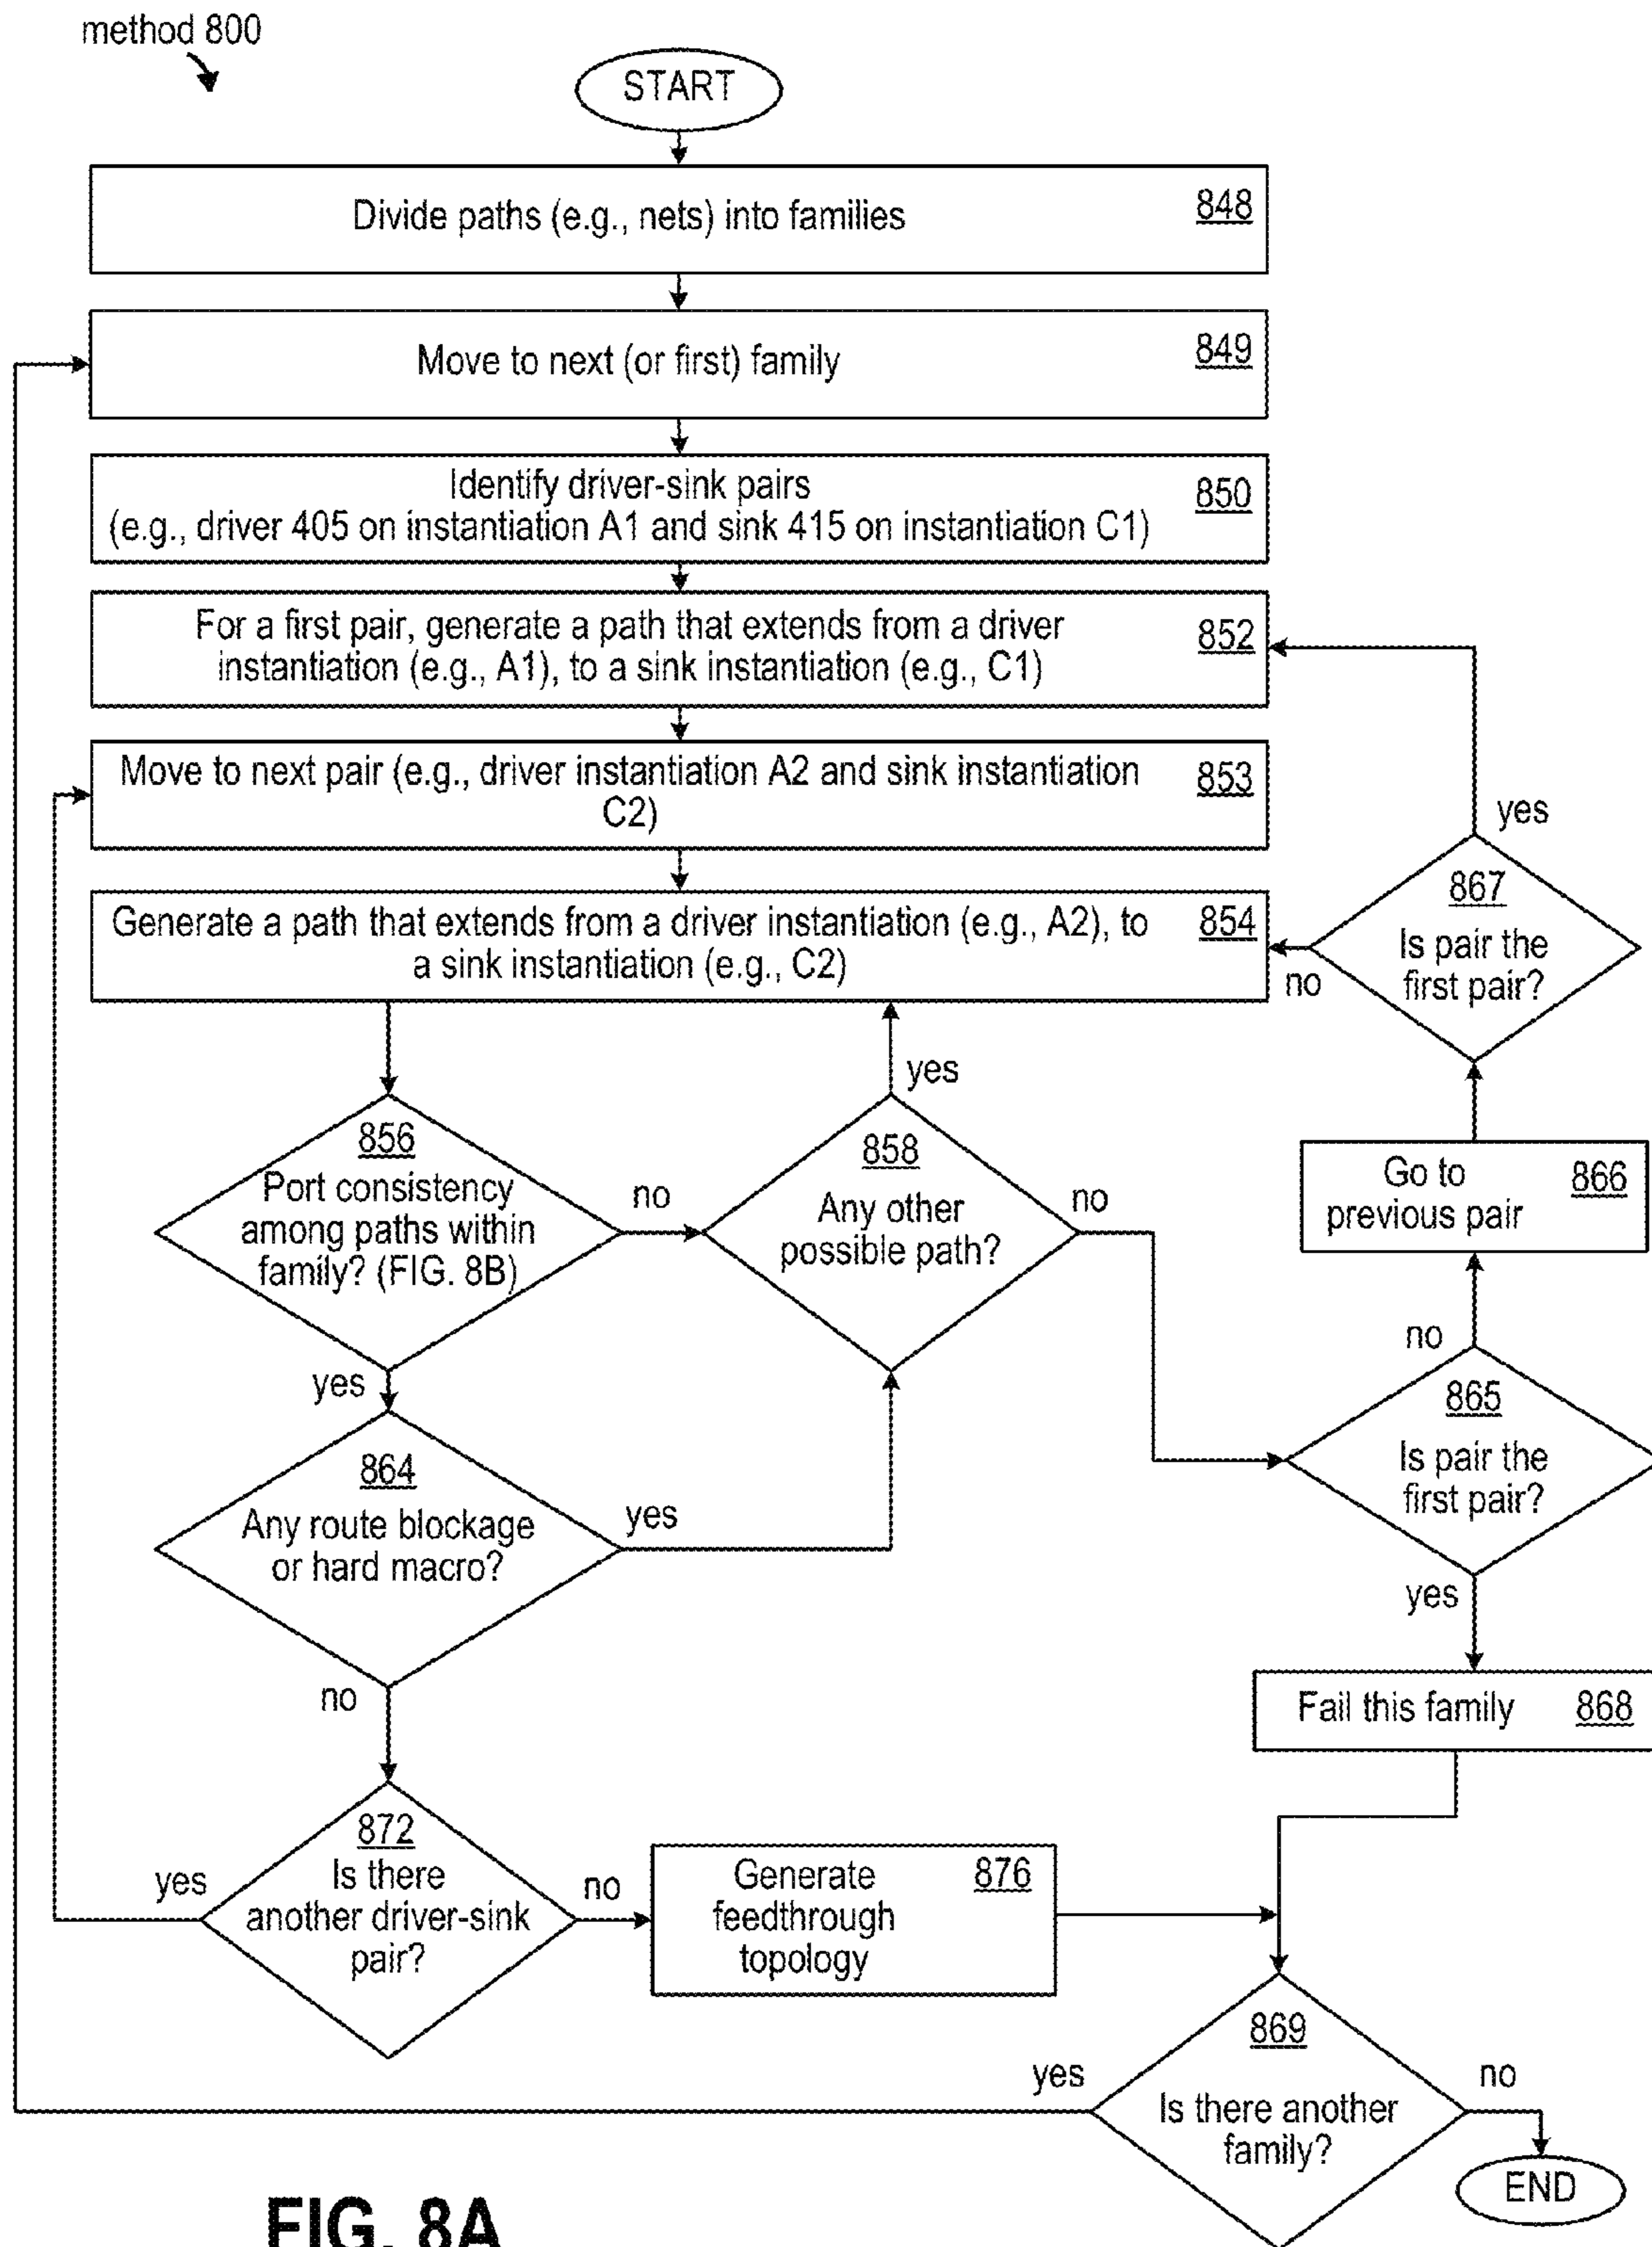 method 800
START
Divide paths (e.g., nets) into families
848
Move to next (or first) family
849
Identify driver-sink pairs
(e.g., driver 405 on instantiation A1 and sink 415 on instantiation C1)
850
For a first pair, generate a path that extends from a driver
instantiation (e.g., A1), to a sink instantiation (e.g., C1)
852
Move to next pair (e.g., driver instantiation A2 and sink instantiation
C2)
853
yes
Generate a path that extends from a driver instantiation (e.g., A2), to
a sink instantiation (e.g., C2)
854
867
Is pair the
first pair?
no
856
Port consistency
among paths within
family? (FIG. 8B)
no
yes
858
Any other
possible path?
no
Go to
previous pair
866
yes
no
864
Any route blockage
or hard macro?
yes
865
Is pair the
first pair?
yes
no
Fail this family
868
872
Is there
another driver-sink
pair?
yes
no
Generate
feedthrough
topology
876
869
Is there another
family?
yes
no
END
FIG. 8A